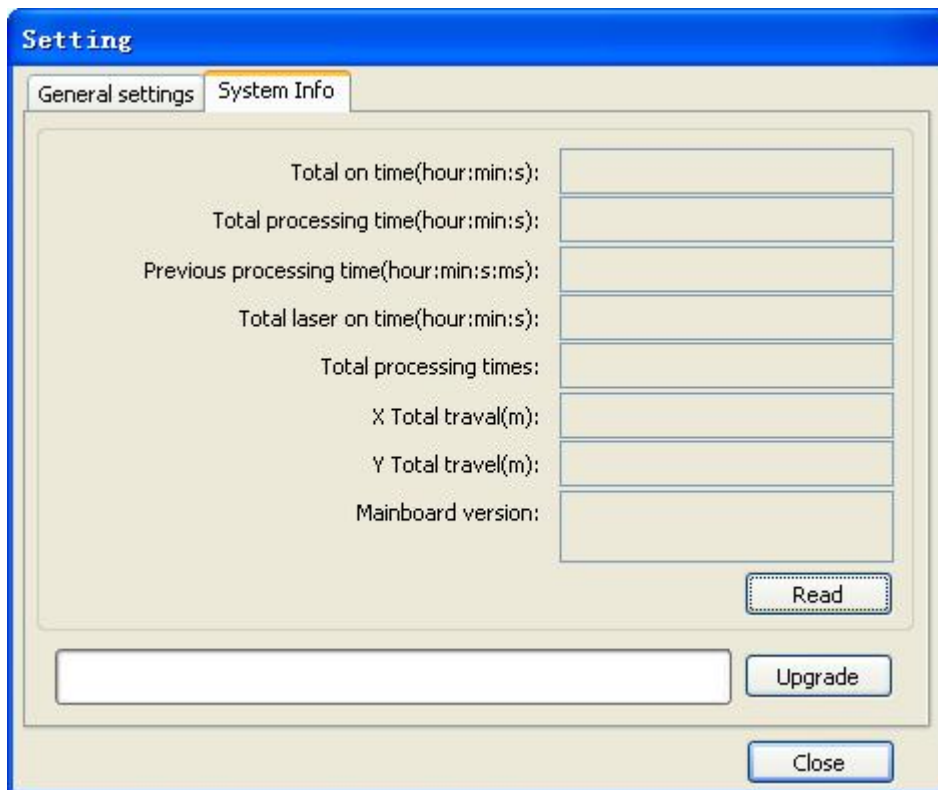 Setting
General settings System Info
Total on time(hour:min:s):
Total processing time(hour:min:s):
Previous processing time(hour:min:s:ms):
Total laser on time(hour:min:s):
Total processing times:
X Total traval(m):
Y Total travel(m):
Mainboard version:
Read
Upgrade
Close